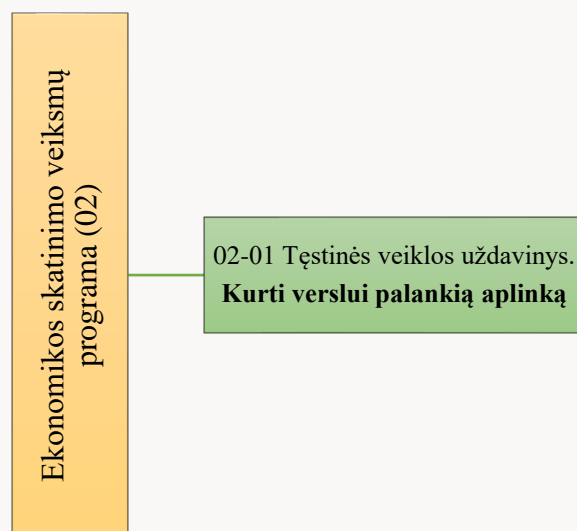 Ekonomikos skatinimo veiksmų
programa (02)
02-01 Tęstinės veiklos uždavinys.
Kurti verslui palankią aplinką